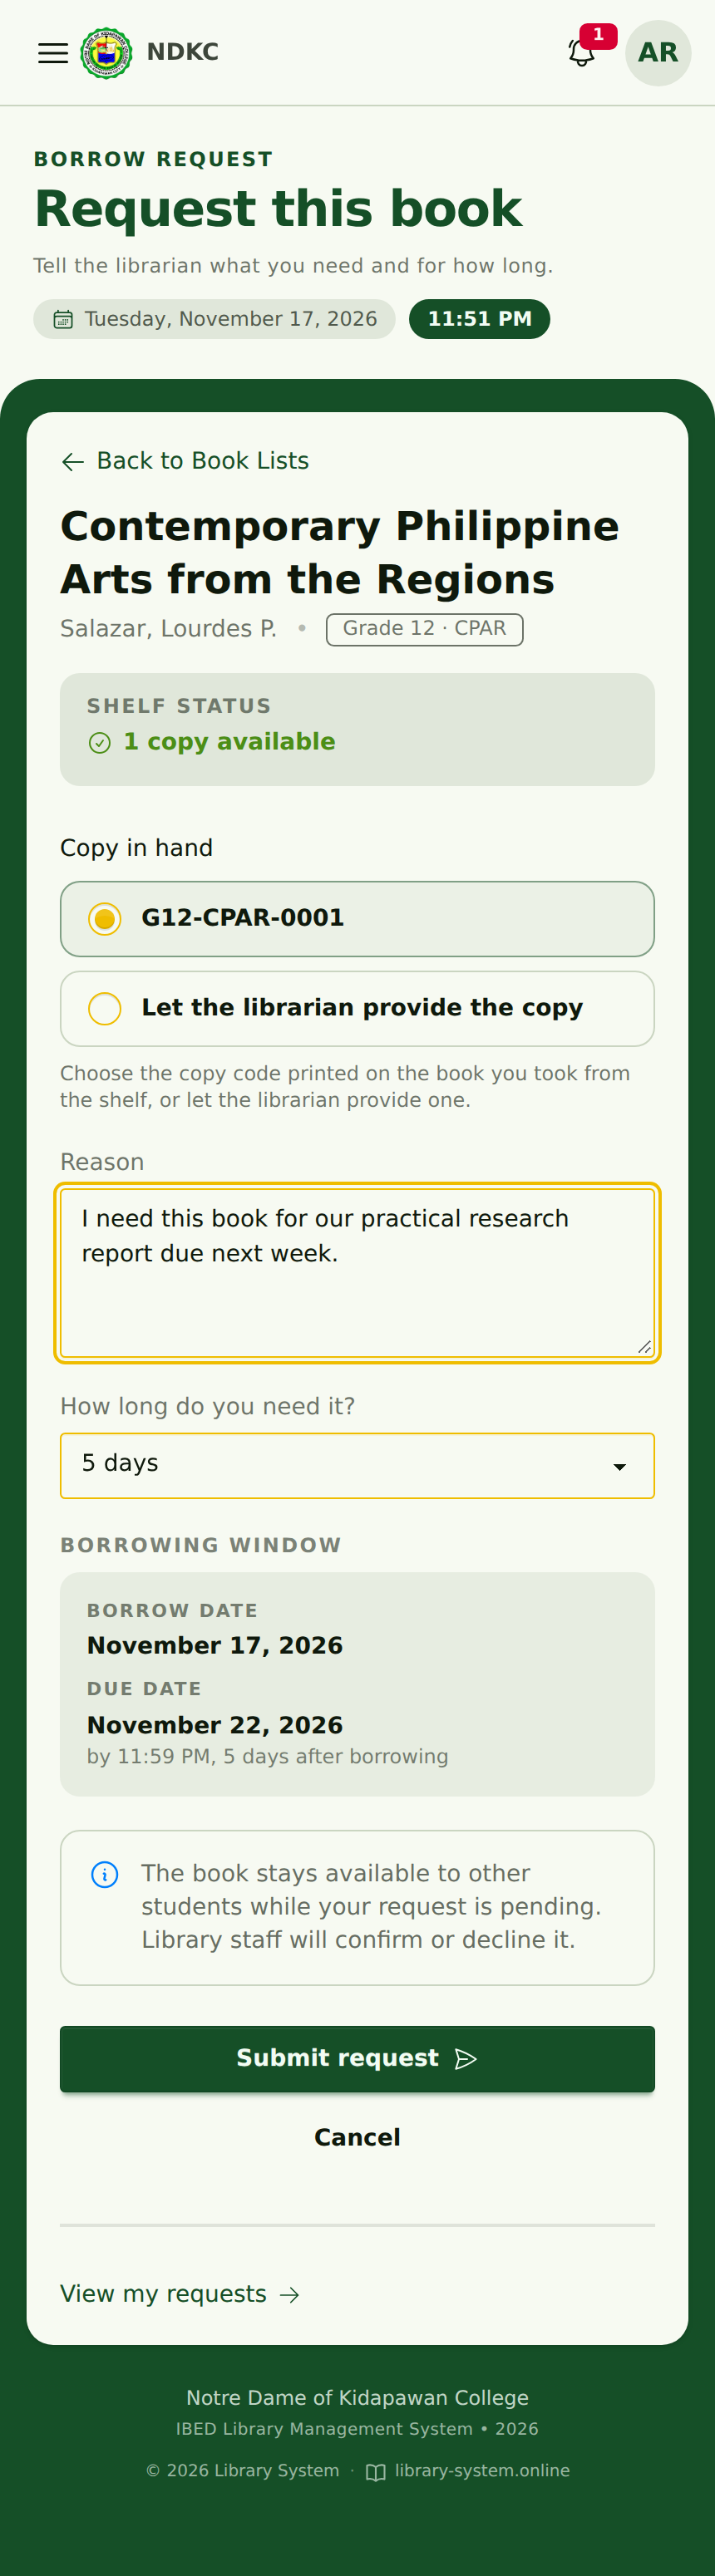 NDKC
1
AR
BORROW REQUEST
Request this book
Tell the librarian what you need and for how long.
Tuesday, November 17, 2026
11:51 PM
Back to Book Lists
Contemporary Philippine
Arts from the Regions
Salazar, Lourdes P. • Grade 12 · CPAR
SHELF STATUS
1 copy available
Copy in hand
G12-CPAR-0001
Let the librarian provide the copy
Choose the copy code printed on the book you took from
the shelf, or let the librarian provide one.
Reason
I need this book for our practical research
report due next week.
How long do you need it?
5 days
BORROWING WINDOW
BORROW DATE
November 17, 2026
DUE DATE
November 22, 2026
by 11:59 PM, 5 days after borrowing
The book stays available to other
students while your request is pending.
Library staff will confirm or decline it.
Submit request
Cancel
View my requests
Notre Dame of Kidapawan College
IBED Library Management System • 2026
© 2026 Library System · library-system.online